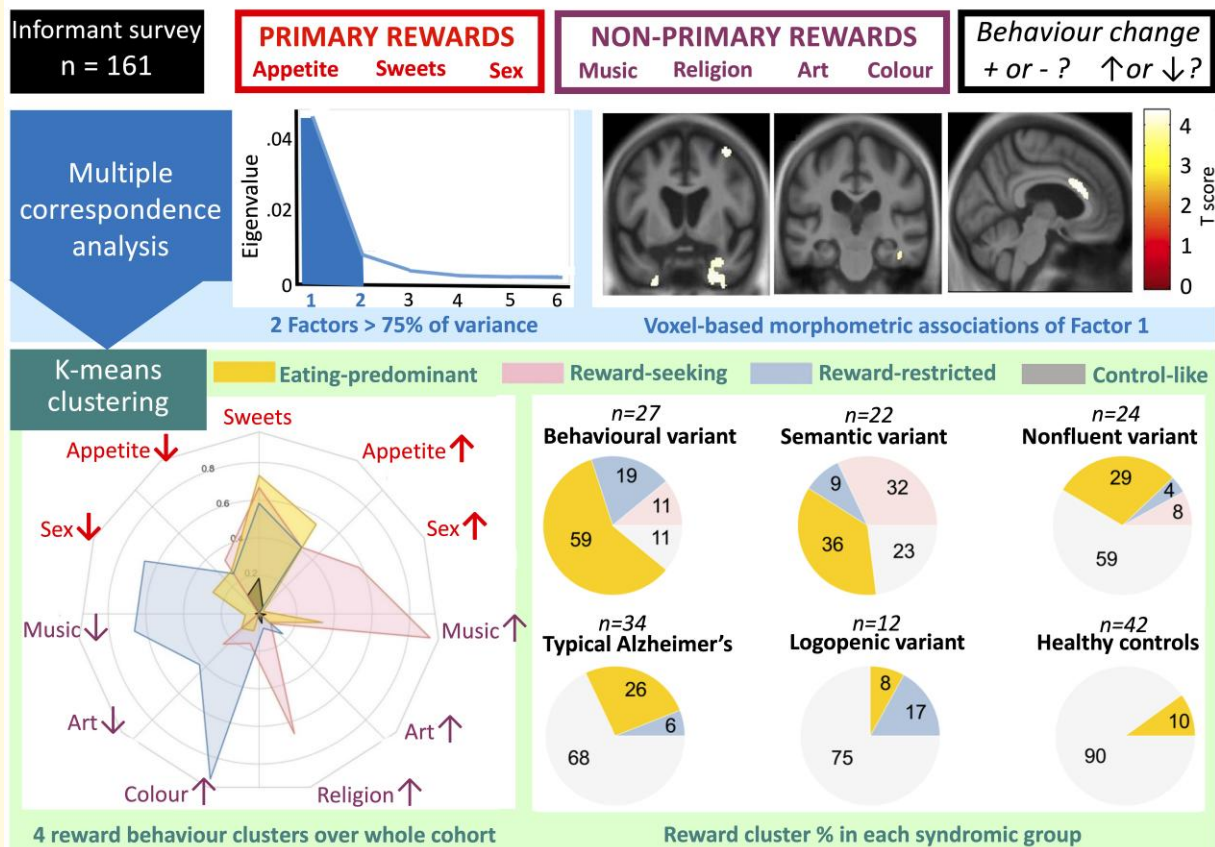 Informant survey
n = 161
PRIMARY REWARDS
Appetite Sweets Sex
NON-PRIMARY REWARDS
Music Religion Art Colour
Behaviour change
+ or - ? ↑or ↓?
Multiple
correspondence
analysis
Eigenvalue
.04
.02
0
1 2 3 4 5 6
2 Factors > 75% of variance
4
3
2
1
0
T score
Voxel-based morphometric associations of Factor 1
K-means
clustering
Eating-predominant Reward-seeking Reward-restricted Control-like
Sweets
Appetite ↓
Appetite ↑
Sex ↓
Sex ↑
Music ↓
Music ↑
Art ↓
Art ↑
Colour ↑
Religion ↑
0.8
0.6
0.4
0.2
4 reward behaviour clusters over whole cohort
n=27
Behavioural variant
19
11
11
59
n=22
Semantic variant
9
32
36
23
n=24
Nonfluent variant
29
4
8
59
n=34
Typical Alzheimer's
26
6
68
n=12
Logopenic variant
8
17
75
n=42
Healthy controls
10
90
Reward cluster % in each syndromic group